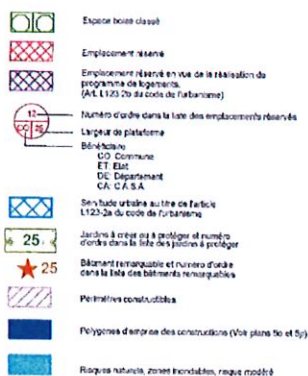 Espace boisé classé
Emplacement réservé
Emplacement réservé en vue de la réalisation de
programme de logements.
(Art. L123 2b du code de l'urbanisme)
12
Numéro d'ordre dans la liste des emplacements réservés
CO 25
Largeur de plateforme
Bénéficiaire
CO: Commune
ET: Etat
DE: Département
CA: C.A.S.A
Servitude urbaine au titre de l'article
L123-2a du code de l'urbanisme
25
Jardins à créer ou à protéger et numéro
d'ordre dans la liste des jardins à protéger
25
Bâtiment remarquable et numéro d'ordre
dans la liste des bâtiments remarquables
Périmètres constructibles
Polygones d'emprise des constructions (Voir plans 5o et 5p)
Risques naturels, zones inondables, risque modéré